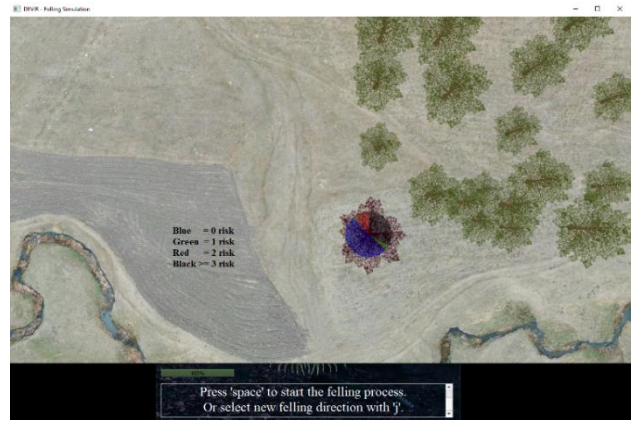 DIVIR - Felling Simulation
Blue = 0 risk
Green = 1 risk
Red = 2 risk
Black >= 3 risk
Press 'space' to start the felling process.
Or select new felling direction with 'j'.